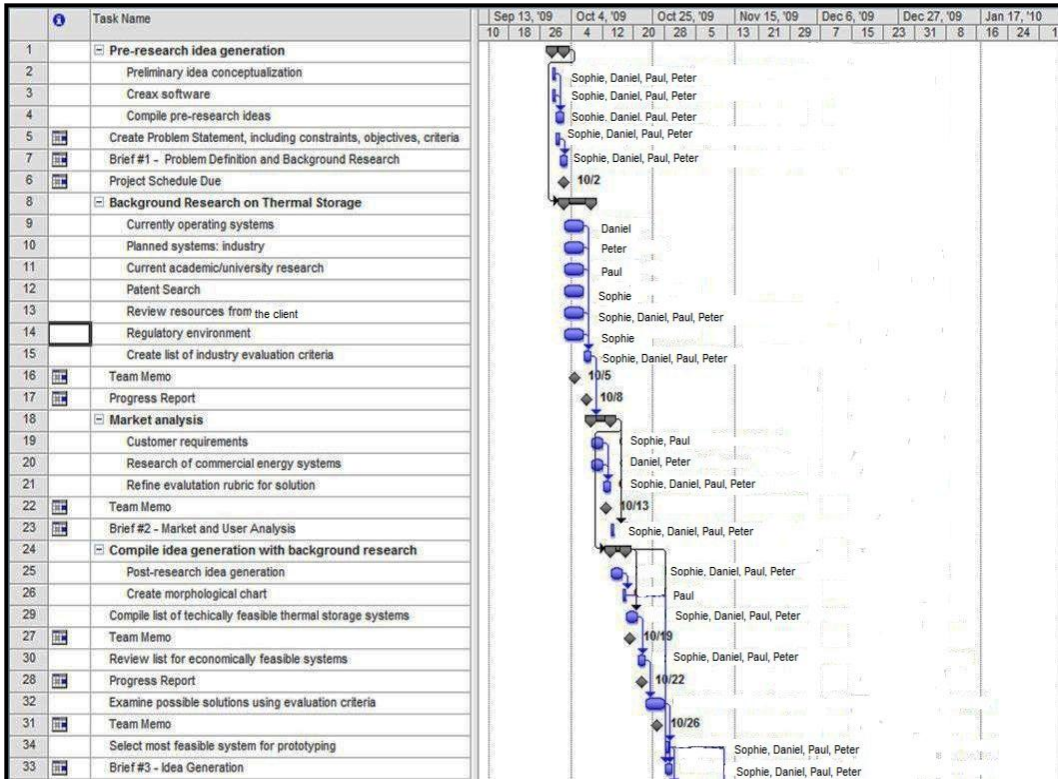 Task Name Sep 13, '09 Oct 4, '09 Oct 25, '09 Nov 15, '09 Dec 6, '09 Dec 27, '09 Jan 17, '10
10 18 26 4 12 20 28 5 13 21 29 7 15 23 31 8 16 24 1
1 Pre-research idea generation
2 Preliminary idea conceptualization Sophie, Daniel, Paul, Peter
3 Creax software Sophie, Daniel, Paul, Peter
4 Compile pre-research ideas Sophie, Daniel, Paul, Peter
5 Create Problem Statement, including constraints, objectives, criteria Sophie, Daniel, Paul, Peter
7 Brief #1 - Problem Definition and Background Research Sophie, Daniel, Paul, Peter
6 Project Schedule Due 10/2
8 Background Research on Thermal Storage
9 Currently operating systems Daniel
10 Planned systems: industry Peter
11 Current academic/university research Paul
12 Patent Search Sophie
13 Review resources from the client Sophie, Daniel, Paul, Peter
14 Regulatory environment Sophie
15 Create list of industry evaluation criteria Sophie, Daniel, Paul, Peter
16 Team Memo 10/5
17 Progress Report 10/8
18 Market analysis
19 Customer requirements Sophie, Paul
20 Research of commercial energy systems Daniel, Peter
21 Refine evalutation rubric for solution Sophie, Daniel, Paul, Peter
22 Team Memo 10/13
23 Brief #2 - Market and User Analysis Sophie, Daniel, Paul, Peter
24 Compile idea generation with background research
25 Post-research idea generation Sophie, Daniel, Paul, Peter
26 Create morphological chart Paul
29 Compile list of techically feasible thermal storage systems Sophie, Daniel, Paul, Peter
27 Team Memo 10/19
30 Review list for economically feasible systems Sophie, Daniel, Paul, Peter
28 Progress Report 10/22
32 Examine possible solutions using evaluation criteria
31 Team Memo 10/26
34 Select most feasible system for prototyping Sophie, Daniel, Paul, Peter
33 Brief #3 - Idea Generation Sophie, Daniel, Paul, Peter